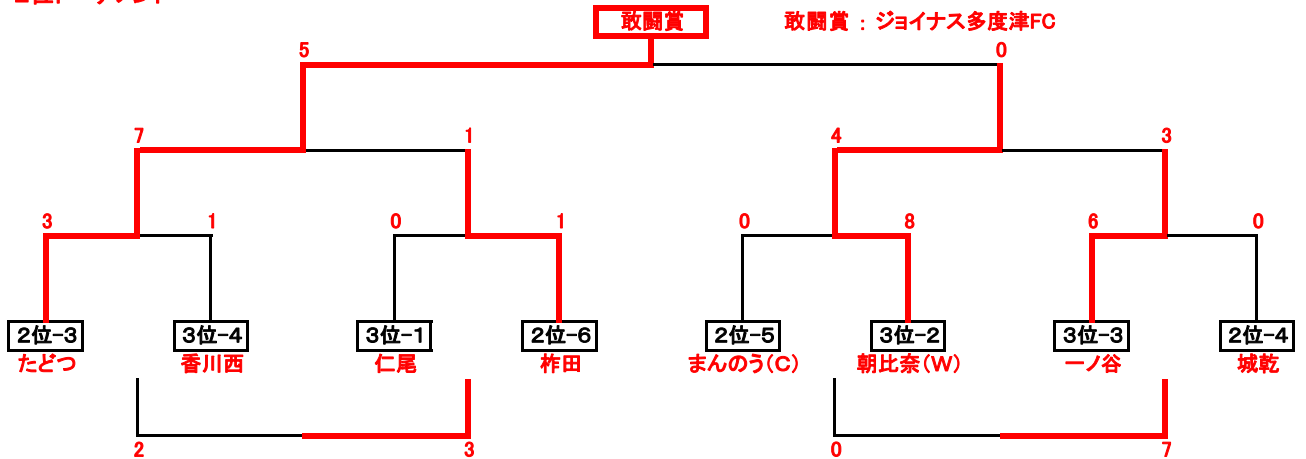 敢闘賞 敢闘賞：ジョイナス多度津FC
5 0
7 1 4 3
3 1 0 1 0 8 6 0
2位-3 3位-4 3位-1 2位-6 2位-5 3位-2 3位-3 2位-4
たどつ 香川西 仁尾 柞田 まんのう(C) 朝比奈(W) 一ノ谷 城乾
2 3 0 7